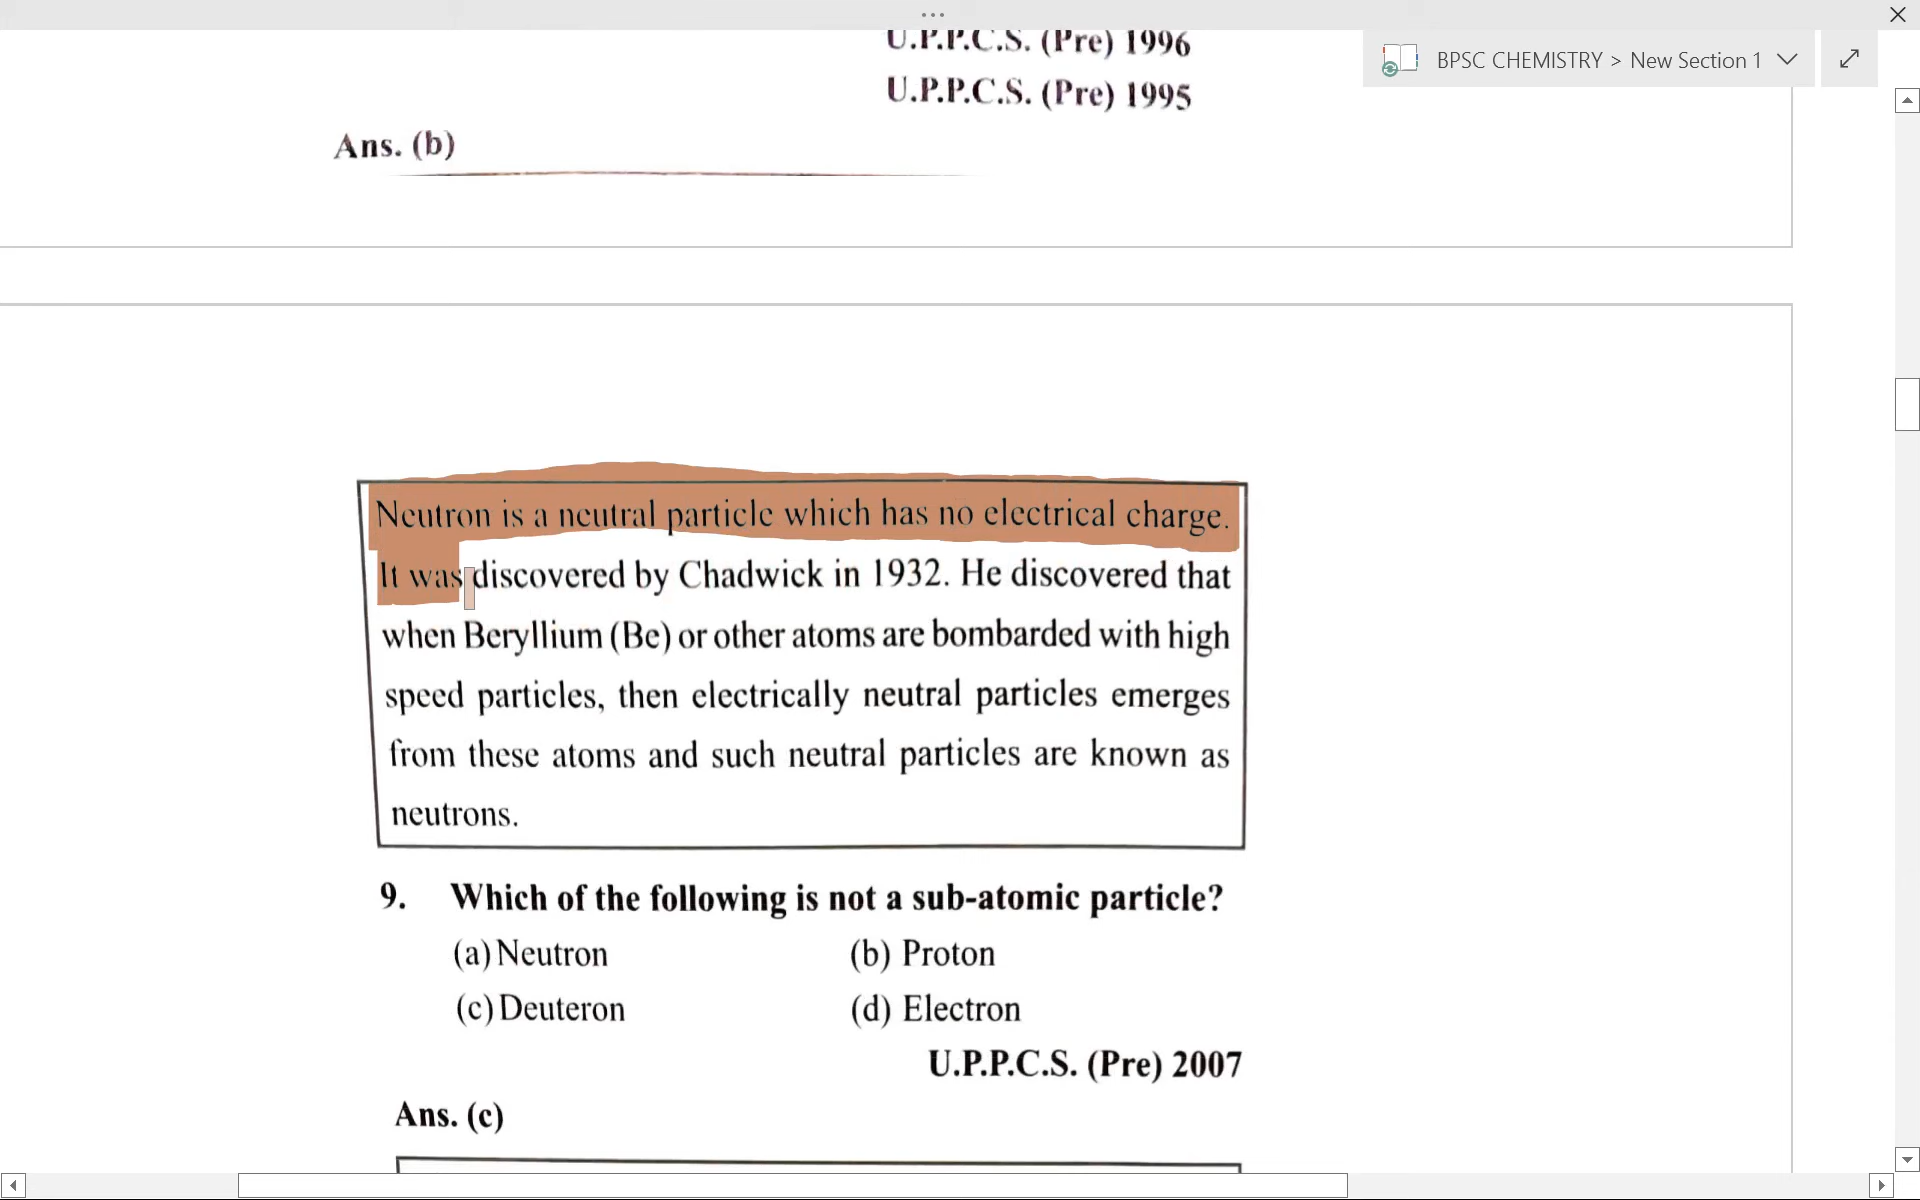 U.P.P.C.S. (Pre) 1996
BPSC CHEMISTRY > New Section 1
U.P.P.C.S. (Pre) 1995
Ans. (b)
Neutron is a neutral particle which has no electrical charge.
It was discovered by Chadwick in 1932. He discovered that
when Beryllium (Be) or other atoms are bombarded with high
speed particles, then electrically neutral particles emerges
from these atoms and such neutral particles are known as
neutrons.
9. Which of the following is not a sub-atomic particle?
(a) Neutron (b) Proton
(c) Deuteron (d) Electron
U.P.P.C.S. (Pre) 2007
Ans. (c)